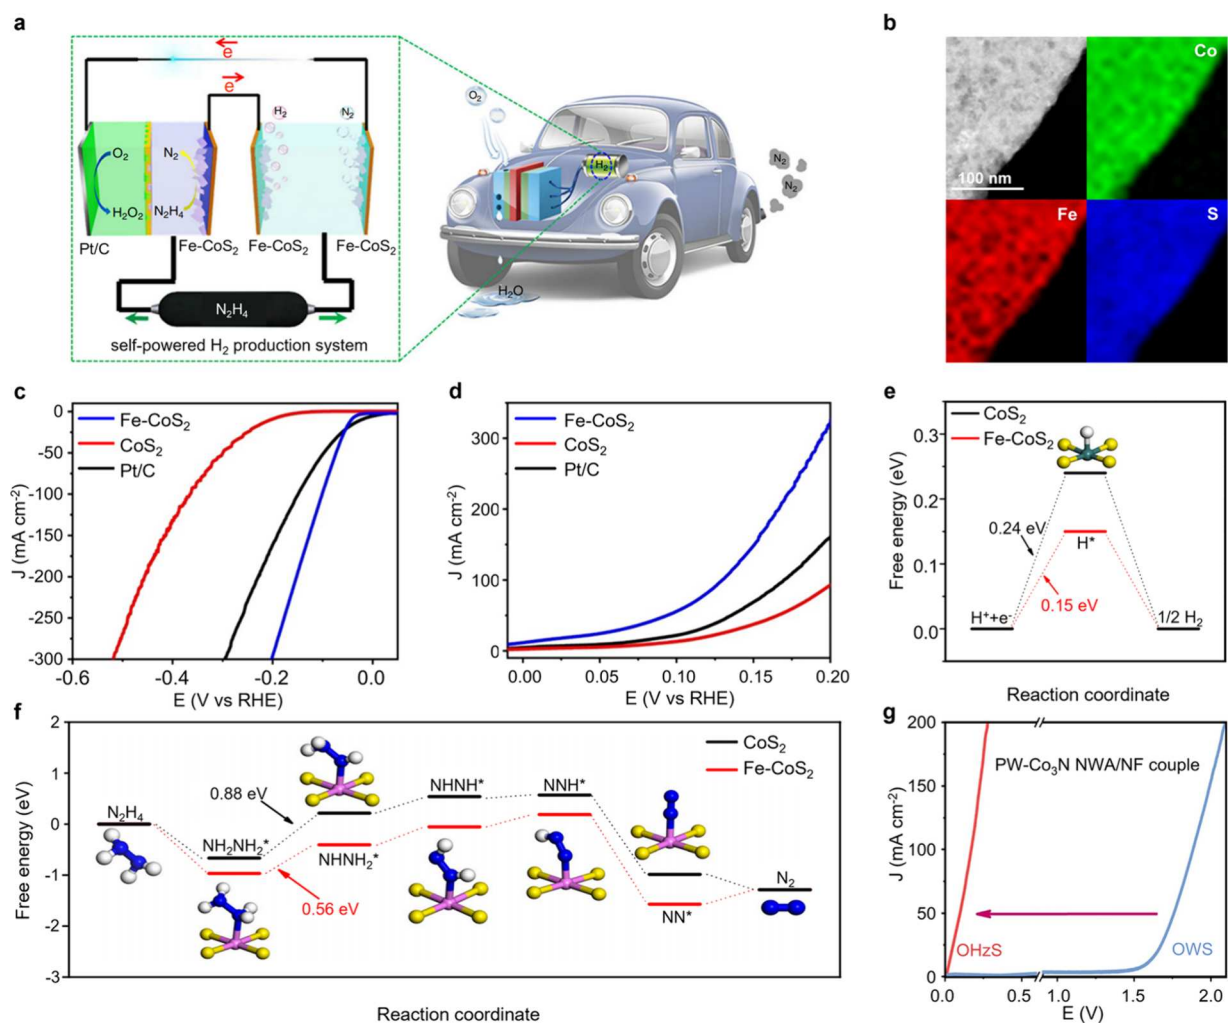 a
e
e
H₂
N₂
O₂
H₂O₂
N₂
N₂H₄
Pt/C
Fe-CoS₂
Fe-CoS₂
Fe-CoS₂
N₂H₄
self-powered H₂ production system
O₂
H₂
N₂
N₂
H₂O
b
Co
100 nm
Fe
S
c
Fe-CoS₂
CoS₂
Pt/C
0
-50
-100
-150
-200
-250
-300
J (mA cm⁻²)
-0.6
-0.4
-0.2
0.0
E (V vs RHE)
d
Fe-CoS₂
CoS₂
Pt/C
300
200
100
0
J (mA cm⁻²)
0.00
0.05
0.10
0.15
0.20
E (V vs RHE)
e
CoS₂
Fe-CoS₂
0.3
0.2
0.1
0.0
Free energy (eV)
0.24 eV
H*
0.15 eV
H⁺+e⁻
1/2 H₂
Reaction coordinate
f
2
1
0
-1
-2
-3
Free energy (eV)
CoS₂
Fe-CoS₂
N₂H₄
NH₂NH₂*
0.88 eV
0.56 eV
NHNH₂*
NHNH*
NNH*
NN*
N₂
Reaction coordinate
g
200
150
100
50
0
J (mA cm⁻²)
PW-Co₃N NWA/NF couple
OHzS
OWS
0.0
0.5
1.0
1.5
2.0
E (V)